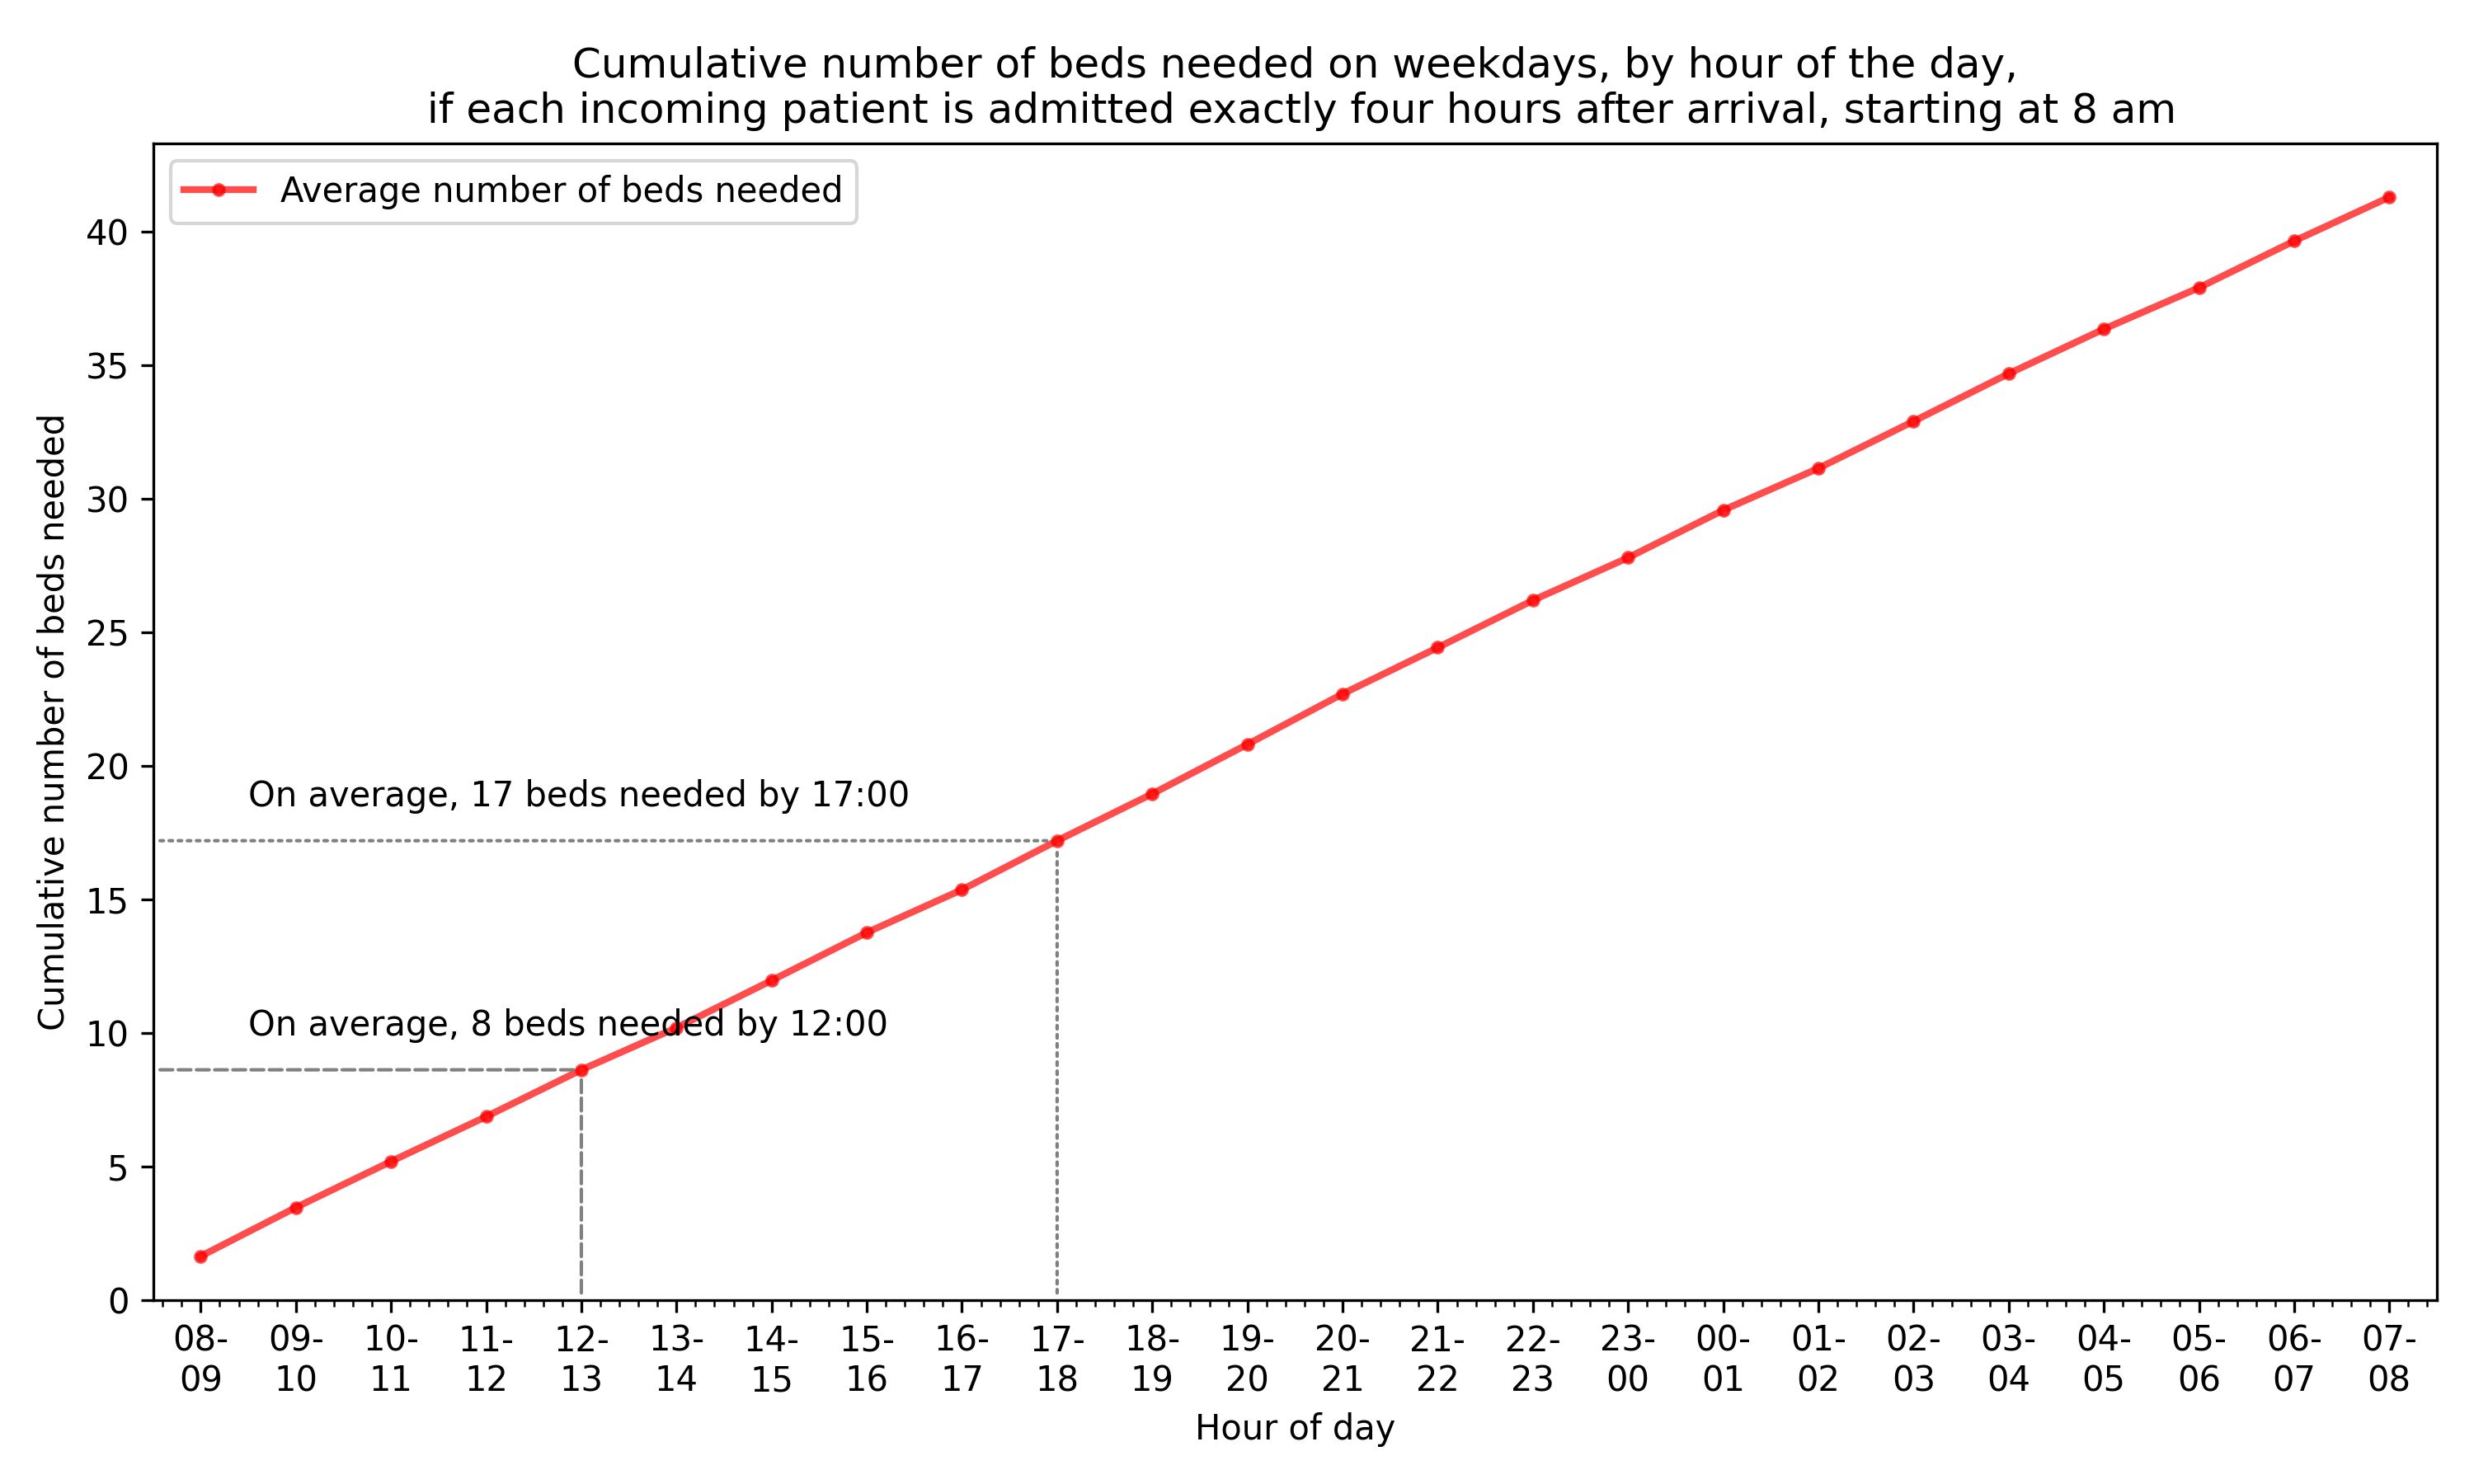 Cumulative number of beds needed on weekdays, by hour of the day,
if each incoming patient is admitted exactly four hours after arrival, starting at 8 am
Average number of beds needed
Cumulative number of beds needed
40
35
30
25
20
15
10
5
0
On average, 17 beds needed by 17:00
On average, 8 beds needed by 12:00
08- 09- 10- 11- 12- 13- 14- 15- 16- 17- 18- 19- 20- 21- 22- 23- 00- 01- 02- 03- 04- 05- 06- 07-
09 10 11 12 13 14 15 16 17 18 19 20 21 22 23 00 01 02 03 04 05 06 07 08
Hour of day